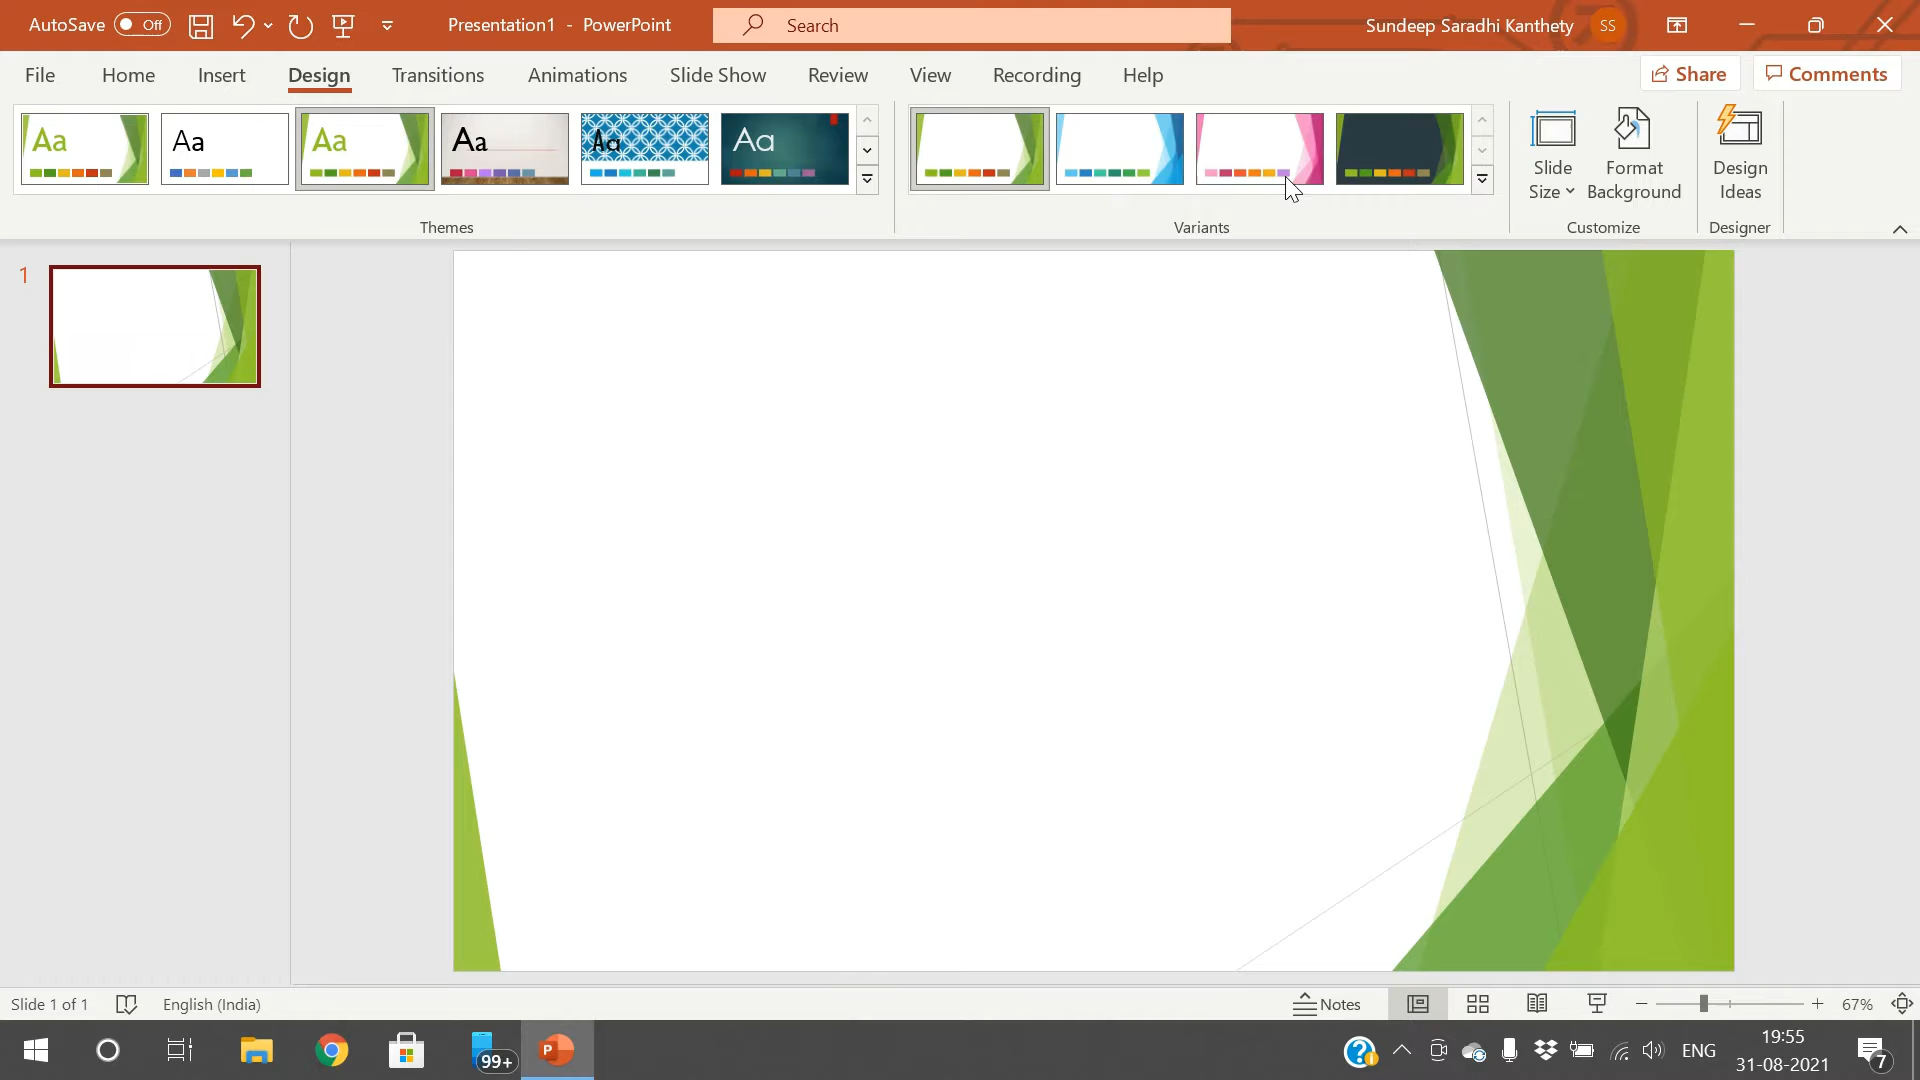 AutoSave Off
Presentation1 - PowerPoint
Search
Sundeep Saradhi Kanthety SS
File Home Insert Design Transitions Animations Slide Show Review View Recording Help
Share Comments
Aa Aa Aa Aa Aa Aa
Slide Size
Format Background
Design Ideas
Themes Variants Customize Designer
1
Slide 1 of 1 English (India) Notes 67%
99+ P ? ENG 19:55
31-08-2021 7